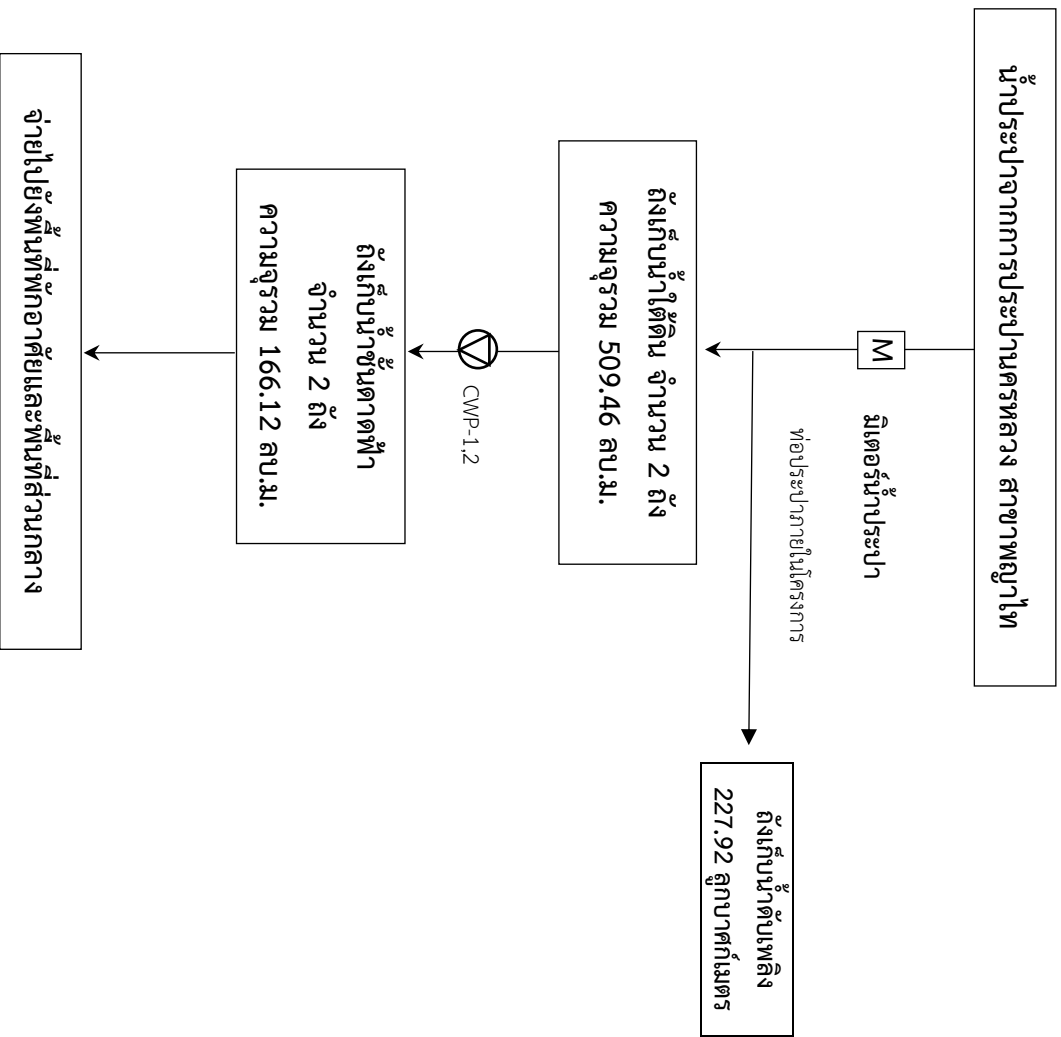 น้ำประปาจากการประปานครหลวง สาขาพญาไท
M
มิเตอร์น้ำประปา
ท่อประปาภายในโครงการ
ถังเก็บน้ำดับเพลิง
227.92 ลูกบาศก์เมตร
ถังเก็บน้ำใต้ดิน จำนวน 2 ถัง
ความจุรวม 509.46 ลบ.ม.
CWP-1,2
ถังเก็บน้ำชั้นดาดฟ้า
จำนวน 2 ถัง
ความจุรวม 166.12 ลบ.ม.
จ่ายไปยังพื้นที่พักอาศัยและพื้นที่ส่วนกลาง